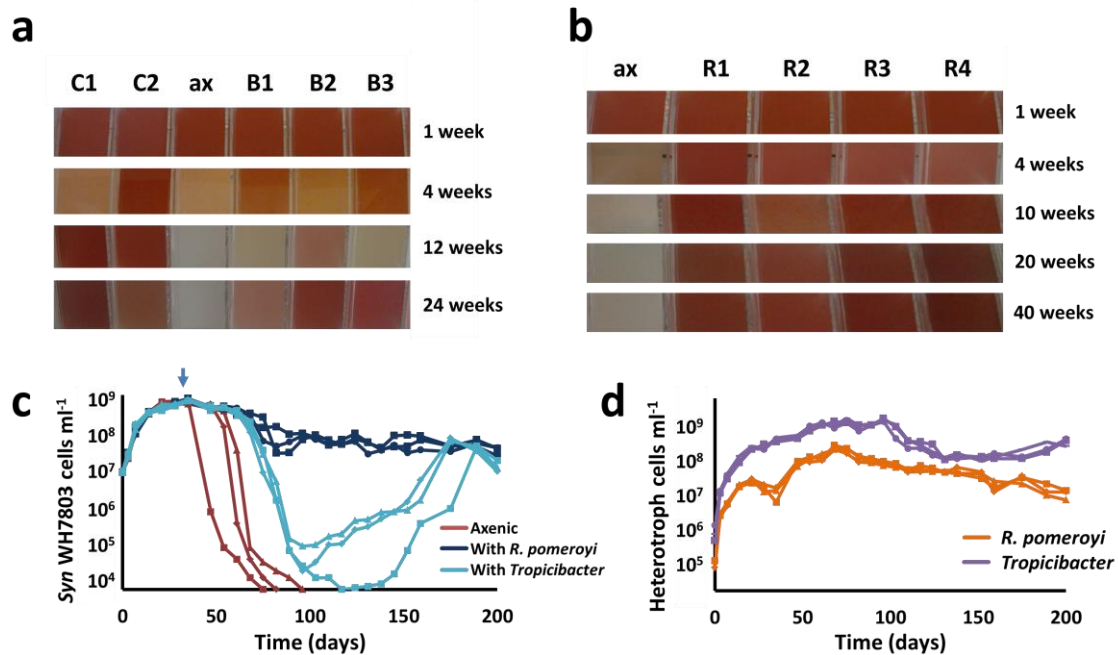 a
C1 C2 ax B1 B2 B3
1 week
4 weeks
12 weeks
24 weeks
b
ax R1 R2 R3 R4
1 week
4 weeks
10 weeks
20 weeks
40 weeks
c
Syn WH7803 cells ml⁻¹
10⁹
10⁸
10⁷
10⁶
10⁵
10⁴
Axenic
With R. pomeroyi
With Tropicibacter
0 50 100 150 200
Time (days)
d
Heterotroph cells ml⁻¹
10⁹
10⁸
10⁷
10⁶
10⁵
R. pomeroyi
Tropicibacter
0 50 100 150 200
Time (days)